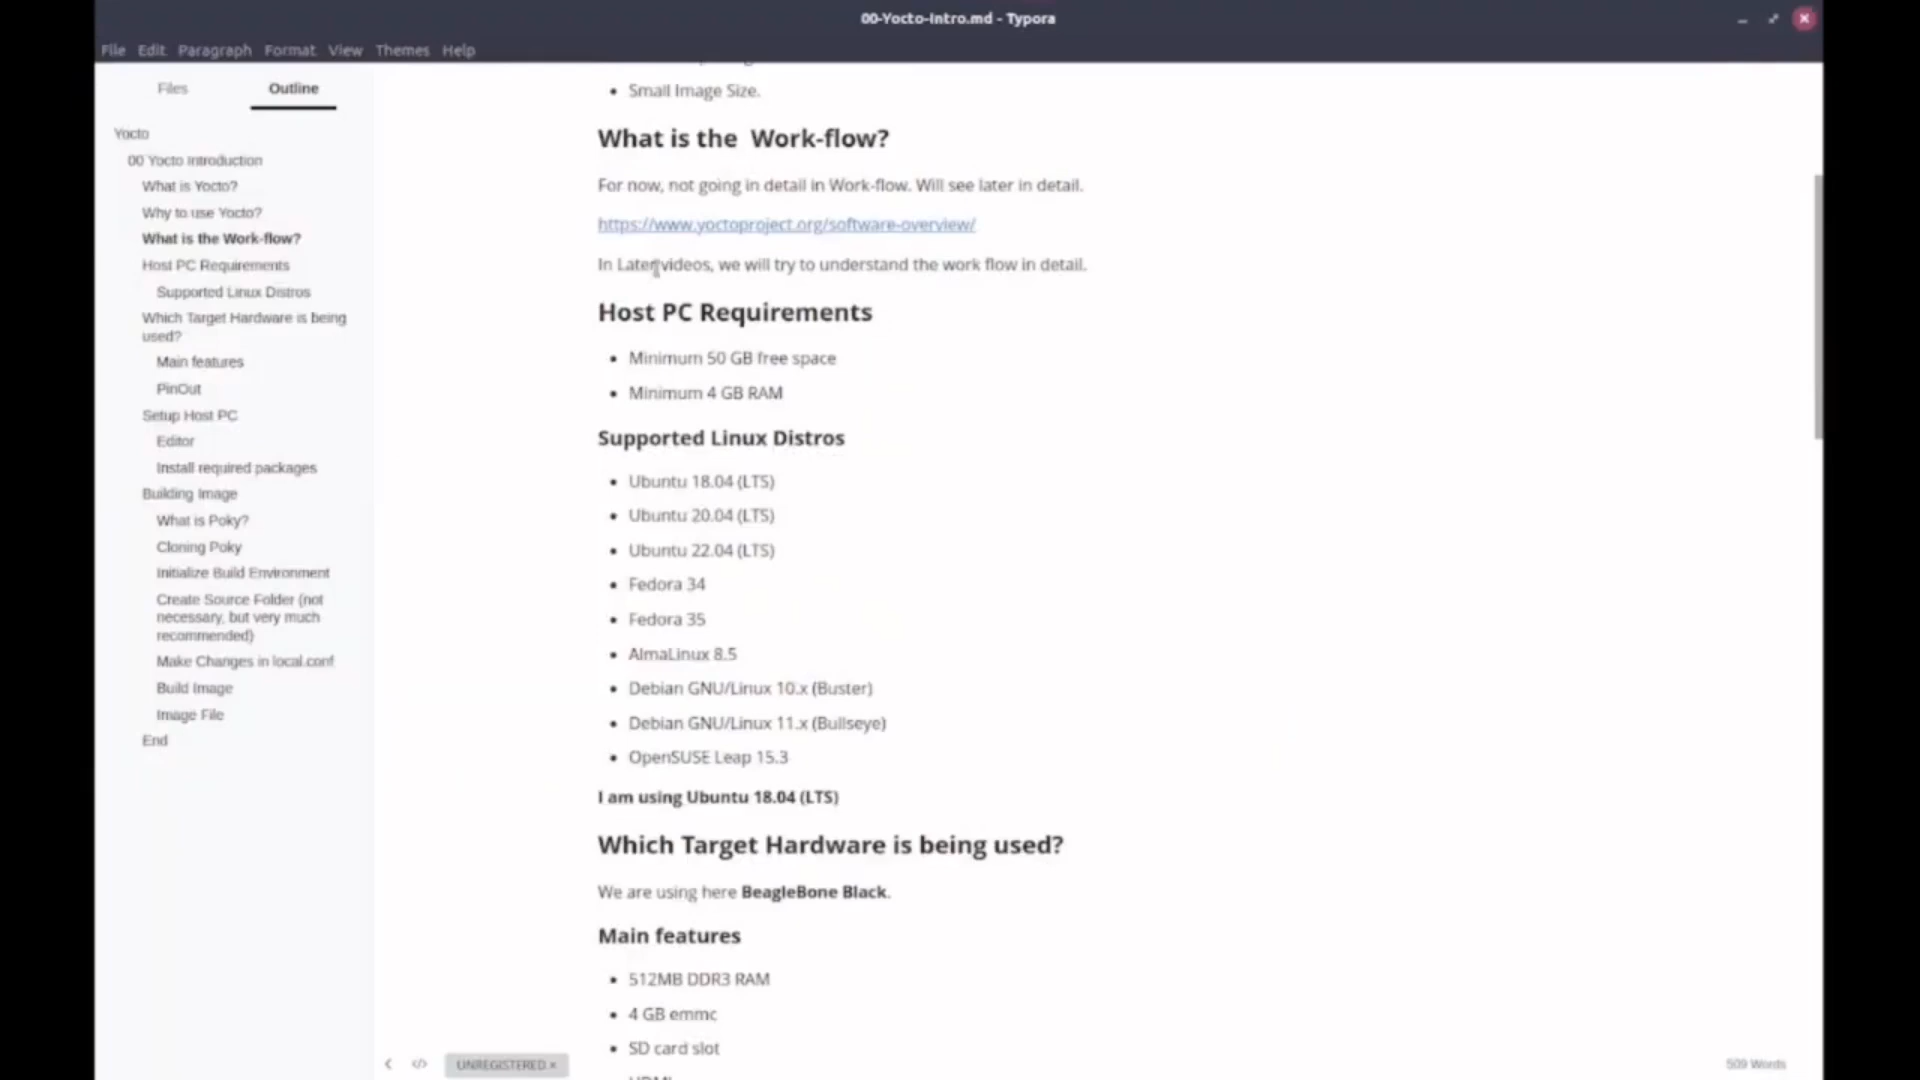 00-Yocto-Intro.md - Typora
File Edit Paragraph Format View Themes Help
Files Outline
Yocto
00 Yocto Introduction
What is Yocto?
Why to use Yocto?
What is the Work-flow?
Host PC Requirements
Supported Linux Distros
Which Target Hardware is being
used?
Main features
PinOut
Setup Host PC
Editor
Install required packages
Building Image
What is Poky?
Cloning Poky
Initialize Build Environment
Create Source Folder (not
necessary, but very much
recommended)
Make Changes in local.conf
Build Image
Image File
End
• Small Image Size.
What is the Work-flow?
For now, not going in detail in Work-flow. Will see later in detail.
https://www.yoctoproject.org/software-overview/
In Later videos, we will try to understand the work flow in detail.
Host PC Requirements
• Minimum 50 GB free space
• Minimum 4 GB RAM
Supported Linux Distros
• Ubuntu 18.04 (LTS)
• Ubuntu 20.04 (LTS)
• Ubuntu 22.04 (LTS)
• Fedora 34
• Fedora 35
• AlmaLinux 8.5
• Debian GNU/Linux 10.x (Buster)
• Debian GNU/Linux 11.x (Bullseye)
• OpenSUSE Leap 15.3
I am using Ubuntu 18.04 (LTS)
Which Target Hardware is being used?
We are using here BeagleBone Black.
Main features
• 512MB DDR3 RAM
• 4 GB emmc
• SD card slot
UNREGISTERED ×
509 Words